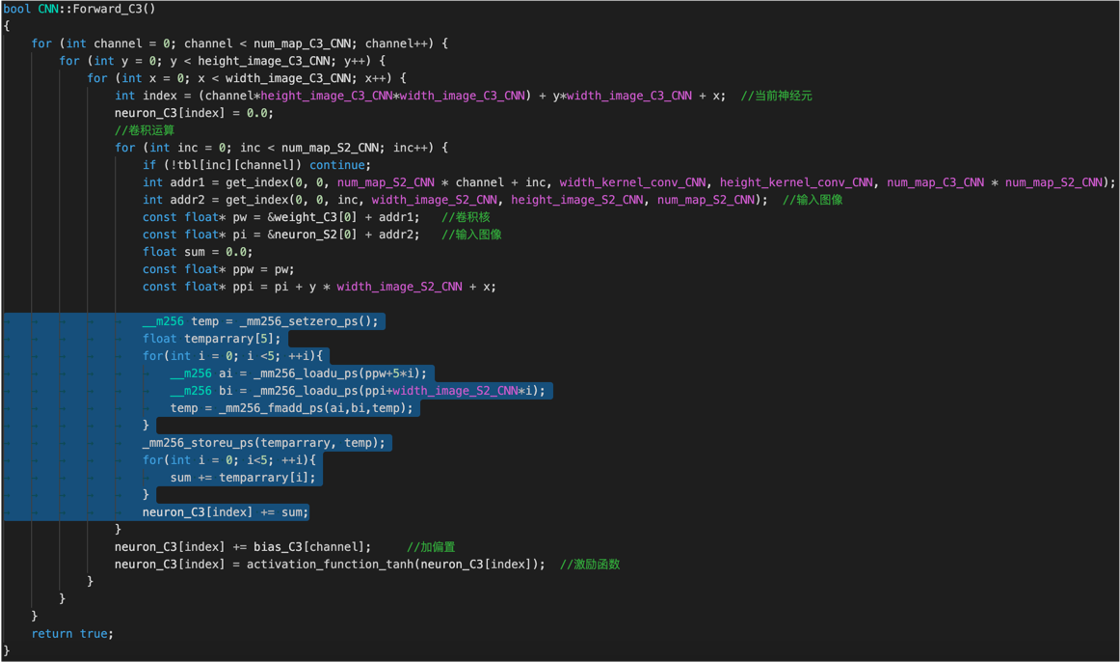 bool CNN::Forward_C3()
{
    for (int channel = 0; channel < num_map_C3_CNN; channel++) {
        for (int y = 0; y < height_image_C3_CNN; y++) {
            for (int x = 0; x < width_image_C3_CNN; x++) {
                int index = (channel*height_image_C3_CNN*width_image_C3_CNN) + y*width_image_C3_CNN + x;  //当前神经元
                neuron_C3[index] = 0.0;
                //卷积运算
                for (int inc = 0; inc < num_map_S2_CNN; inc++) {
                    if (!tbl[inc][channel]) continue;
                    int addr1 = get_index(0, 0, num_map_S2_CNN * channel + inc, width_kernel_conv_CNN, height_kernel_conv_CNN, num_map_C3_CNN * num_map_S2_CNN);
                    int addr2 = get_index(0, 0, inc, width_image_S2_CNN, height_image_S2_CNN, num_map_S2_CNN);  //输入图像
                    const float* pw = &weight_C3[0] + addr1;   //卷积核
                    const float* pi = &neuron_S2[0] + addr2;   //输入图像
                    float sum = 0.0;
                    const float* ppw = pw;
                    const float* ppi = pi + y * width_image_S2_CNN + x;
                    __m256 temp = _mm256_setzero_ps();
                    float temparrary[5];
                    for(int i = 0; i <5; ++i){
                        __m256 ai = _mm256_loadu_ps(ppw+5*i);
                        __m256 bi = _mm256_loadu_ps(ppi+width_image_S2_CNN*i);
                        temp = _mm256_fmadd_ps(ai,bi,temp);
                    }
                    _mm256_storeu_ps(temparrary, temp);
                    for(int i = 0; i<5; ++i){
                        sum += temparrary[i];
                    }
                    neuron_C3[index] += sum;
                }
                neuron_C3[index] += bias_C3[channel];     //加偏置
                neuron_C3[index] = activation_function_tanh(neuron_C3[index]);  //激励函数
            }
        }
    }
    return true;
}